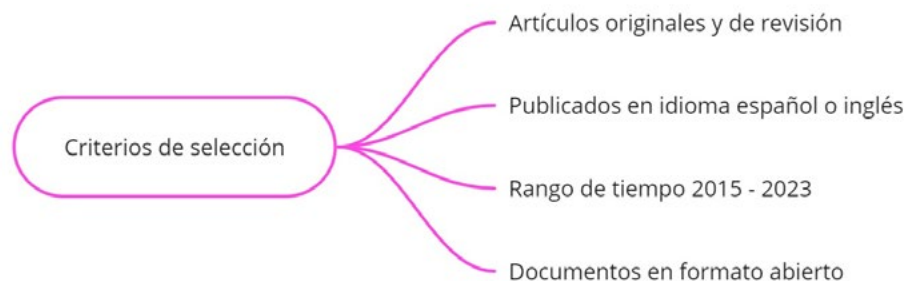 Criterios de selección
Artículos originales y de revisión
Publicados en idioma español o inglés
Rango de tiempo 2015 - 2023
Documentos en formato abierto